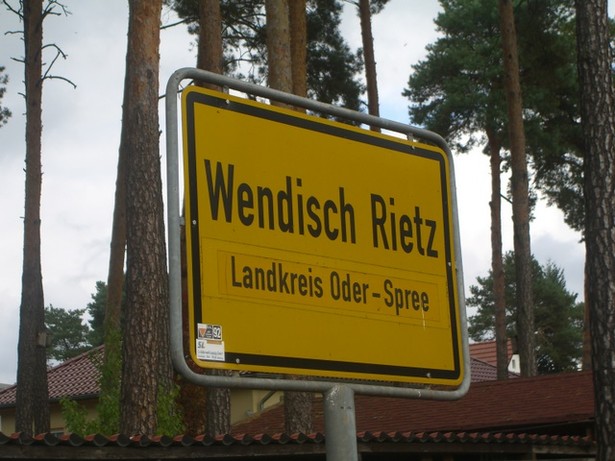 Wendisch Rietz
Landkreis Oder-Spree